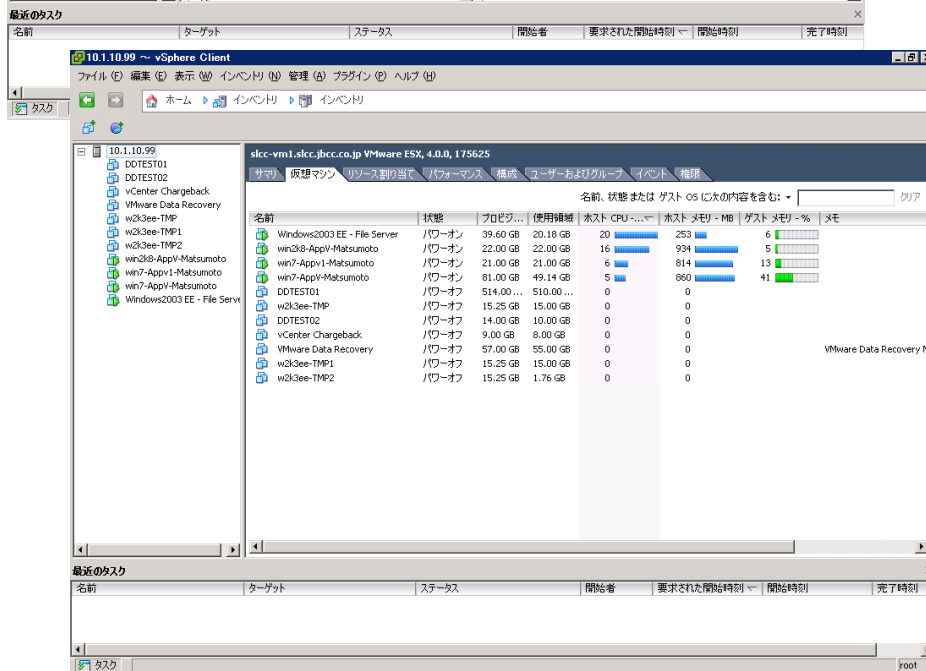 最近のタスク
名前 ターゲット ステータス 開始者 要求された開始時刻 開始時刻 完了時刻
タスク
10.1.10.99 ～ vSphere Client
ファイル (F) 編集 (E) 表示 (W) インベントリ (N) 管理 (A) プラグイン (P) ヘルプ (H)
ホーム インベントリ インベントリ
10.1.10.99
DDTEST01
DDTEST02
vCenter Chargeback
VMware Data Recovery
w2k3ee-TMP
w2k3ee-TMP1
w2k3ee-TMP2
win2k8-AppV-Matsumoto
win7-Appv1-Matsumoto
win7-AppV-Matsumoto
Windows2003 EE - File Serve
slcc-vm1.slcc.jbcc.co.jp VMware ESX, 4.0.0, 175625
サマリ 仮想マシン リソース割り当て パフォーマンス 構成 ユーザーおよびグループ イベント 権限
名前、状態 または ゲスト OS に次の内容を含む: クリア
名前 状態 プロビジ... 使用領域 ホスト CPU -... ホスト メモリ - MB ゲスト メモリ - % メモ
Windows2003 EE - File Server パワーオン 39.60 GB 20.18 GB 20 253 6
win2k8-AppV-Matsumoto パワーオン 22.00 GB 22.00 GB 16 934 5
win7-Appv1-Matsumoto パワーオン 21.00 GB 21.00 GB 6 814 13
win7-AppV-Matsumoto パワーオン 81.00 GB 49.14 GB 5 860 41
DDTEST01 パワーオフ 514.00 ... 510.00 ... 0 0
w2k3ee-TMP パワーオフ 15.25 GB 15.00 GB 0 0
DDTEST02 パワーオフ 14.00 GB 10.00 GB 0 0
vCenter Chargeback パワーオフ 9.00 GB 8.00 GB 0 0
VMware Data Recovery パワーオフ 57.00 GB 55.00 GB 0 0 VMware Data Recovery
w2k3ee-TMP1 パワーオフ 15.25 GB 15.00 GB 0 0
w2k3ee-TMP2 パワーオフ 15.25 GB 1.76 GB 0 0
最近のタスク
名前 ターゲット ステータス 開始者 要求された開始時刻 開始時刻 完了時刻
タスク root